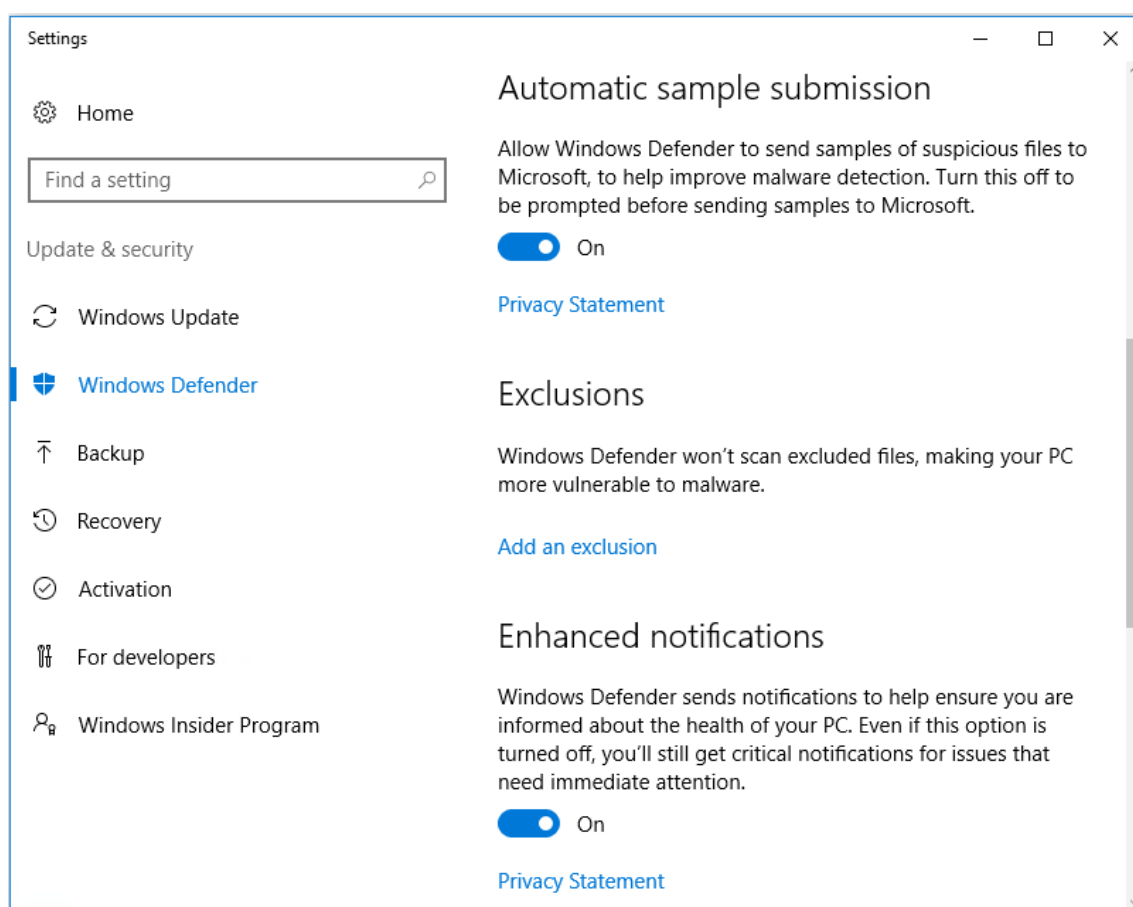 Settings
Home
Find a setting
Update & security
Windows Update
Windows Defender
Backup
Recovery
Activation
For developers
Windows Insider Program
Automatic sample submission
Allow Windows Defender to send samples of suspicious files to
Microsoft, to help improve malware detection. Turn this off to
be prompted before sending samples to Microsoft.
On
Privacy Statement
Exclusions
Windows Defender won't scan excluded files, making your PC
more vulnerable to malware.
Add an exclusion
Enhanced notifications
Windows Defender sends notifications to help ensure you are
informed about the health of your PC. Even if this option is
turned off, you'll still get critical notifications for issues that
need immediate attention.
On
Privacy Statement